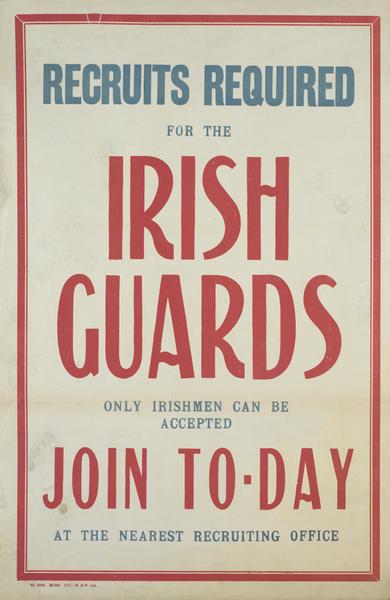 RECRUITS REQUIRED
FOR THE
IRISH
GUARDS
ONLY IRISHMEN CAN BE
ACCEPTED
JOIN TO-DAY
AT THE NEAREST RECRUITING OFFICE